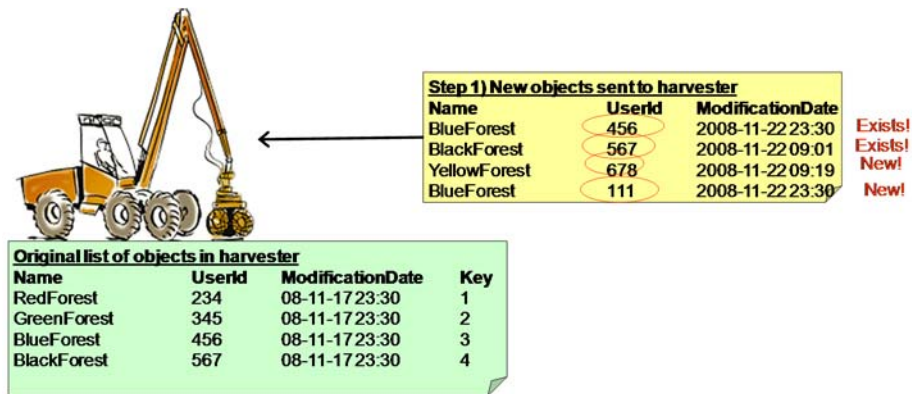 Step 1) New objects sent to harvester
Name UserId ModificationDate
BlueForest 456 2008-11-22 23:30 Exists!
BlackForest 567 2008-11-22 09:01 Exists!
YellowForest 678 2008-11-22 09:19 New!
BlueForest 111 2008-11-22 23:30 New!
Original list of objects in harvester
Name UserId ModificationDate Key
RedForest 234 08-11-17 23:30 1
GreenForest 345 08-11-17 23:30 2
BlueForest 456 08-11-17 23:30 3
BlackForest 567 08-11-17 23:30 4